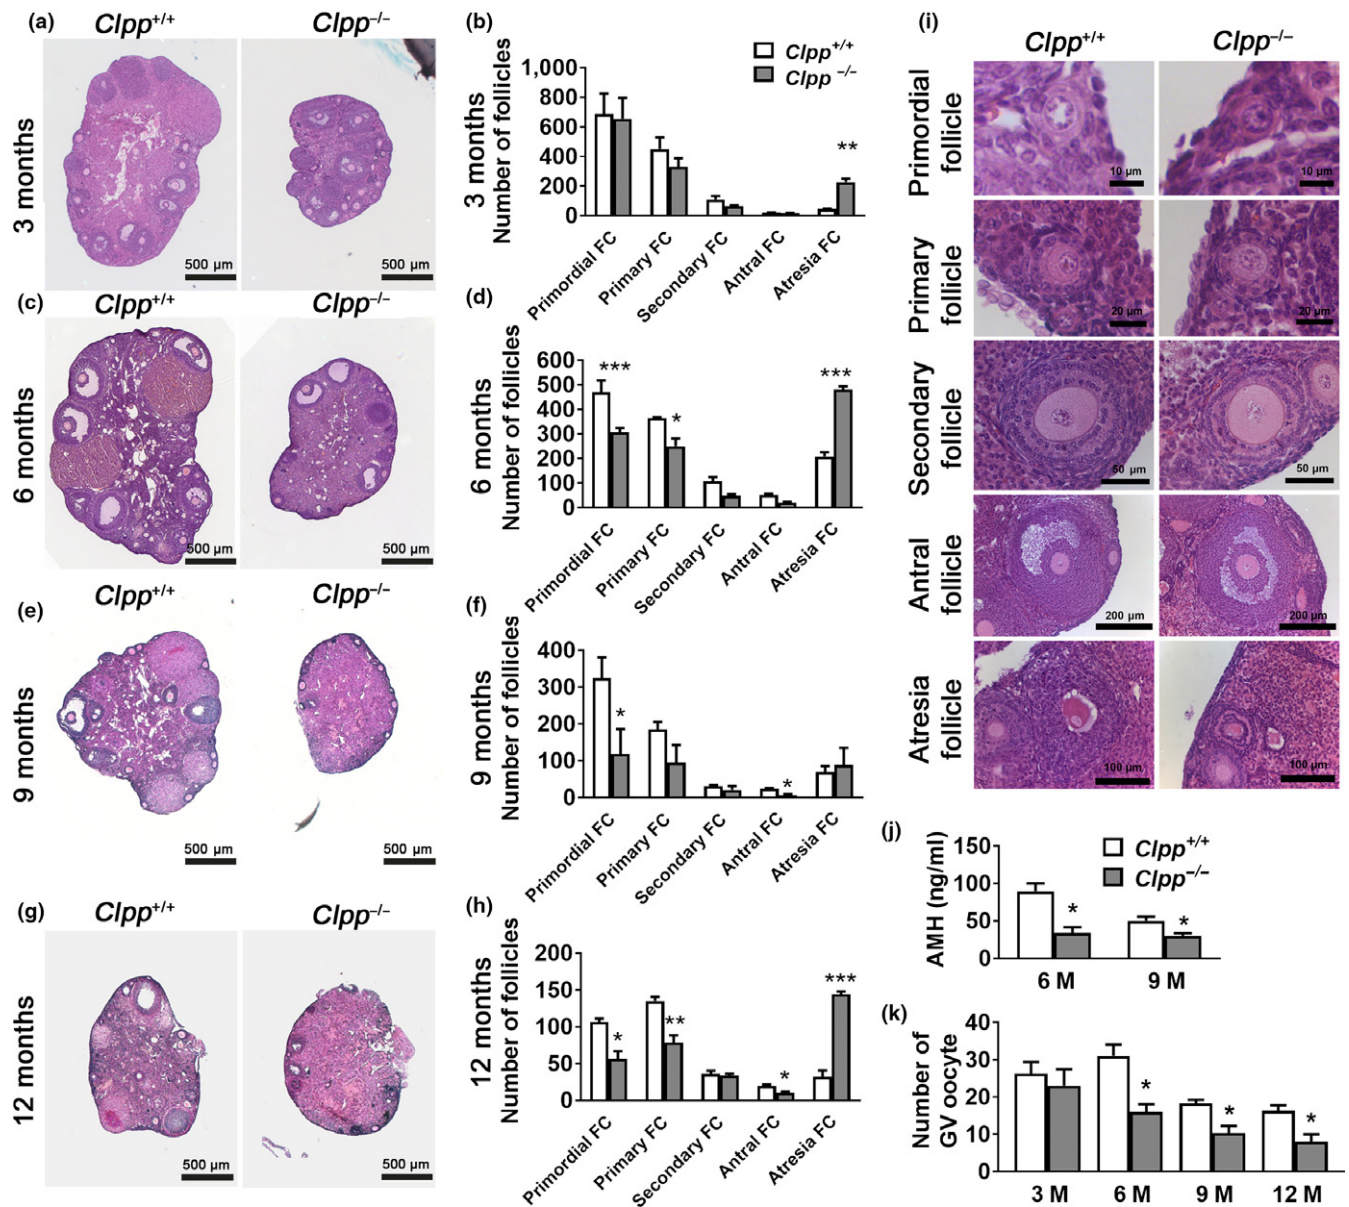 (a)
Clpp+/+
Clpp−/−
3 months
500 µm
500 µm
(b)
Clpp+/+
Clpp −/−
3 months
Number of follicles
1,000
800
600
400
200
0
**
Primordial FC
Primary FC
Secondary FC
Antral FC
Atresia FC
(c)
Clpp+/+
Clpp−/−
6 months
500 µm
500 µm
(d)
6 months
Number of follicles
600
500
400
300
200
100
0
***
*
***
Primordial FC
Primary FC
Secondary FC
Antral FC
Atresia FC
(e)
Clpp+/+
Clpp−/−
9 months
500 µm
500 µm
(f)
9 months
Number of follicles
400
300
200
100
0
*
*
Primordial FC
Primary FC
Secondary FC
Antral FC
Atresia FC
(g)
Clpp+/+
Clpp−/−
12 months
500 µm
500 µm
(h)
12 months
Number of follicles
200
150
100
50
0
*
**
*
***
Primordial FC
Primary FC
Secondary FC
Antral FC
Atresia FC
(i)
Clpp+/+
Clpp−/−
Primordial
follicle
10 µm
10 µm
Primary
follicle
20 µm
20 µm
Secondary
follicle
50 µm
50 µm
Antral
follicle
200 µm
200 µm
Atresia
follicle
100 µm
100 µm
(j)
Clpp+/+
Clpp−/−
AMH (ng/ml)
150
100
50
0
*
*
6 M
9 M
(k)
Number of
GV oocyte
40
30
20
10
0
*
*
*
3 M
6 M
9 M
12 M